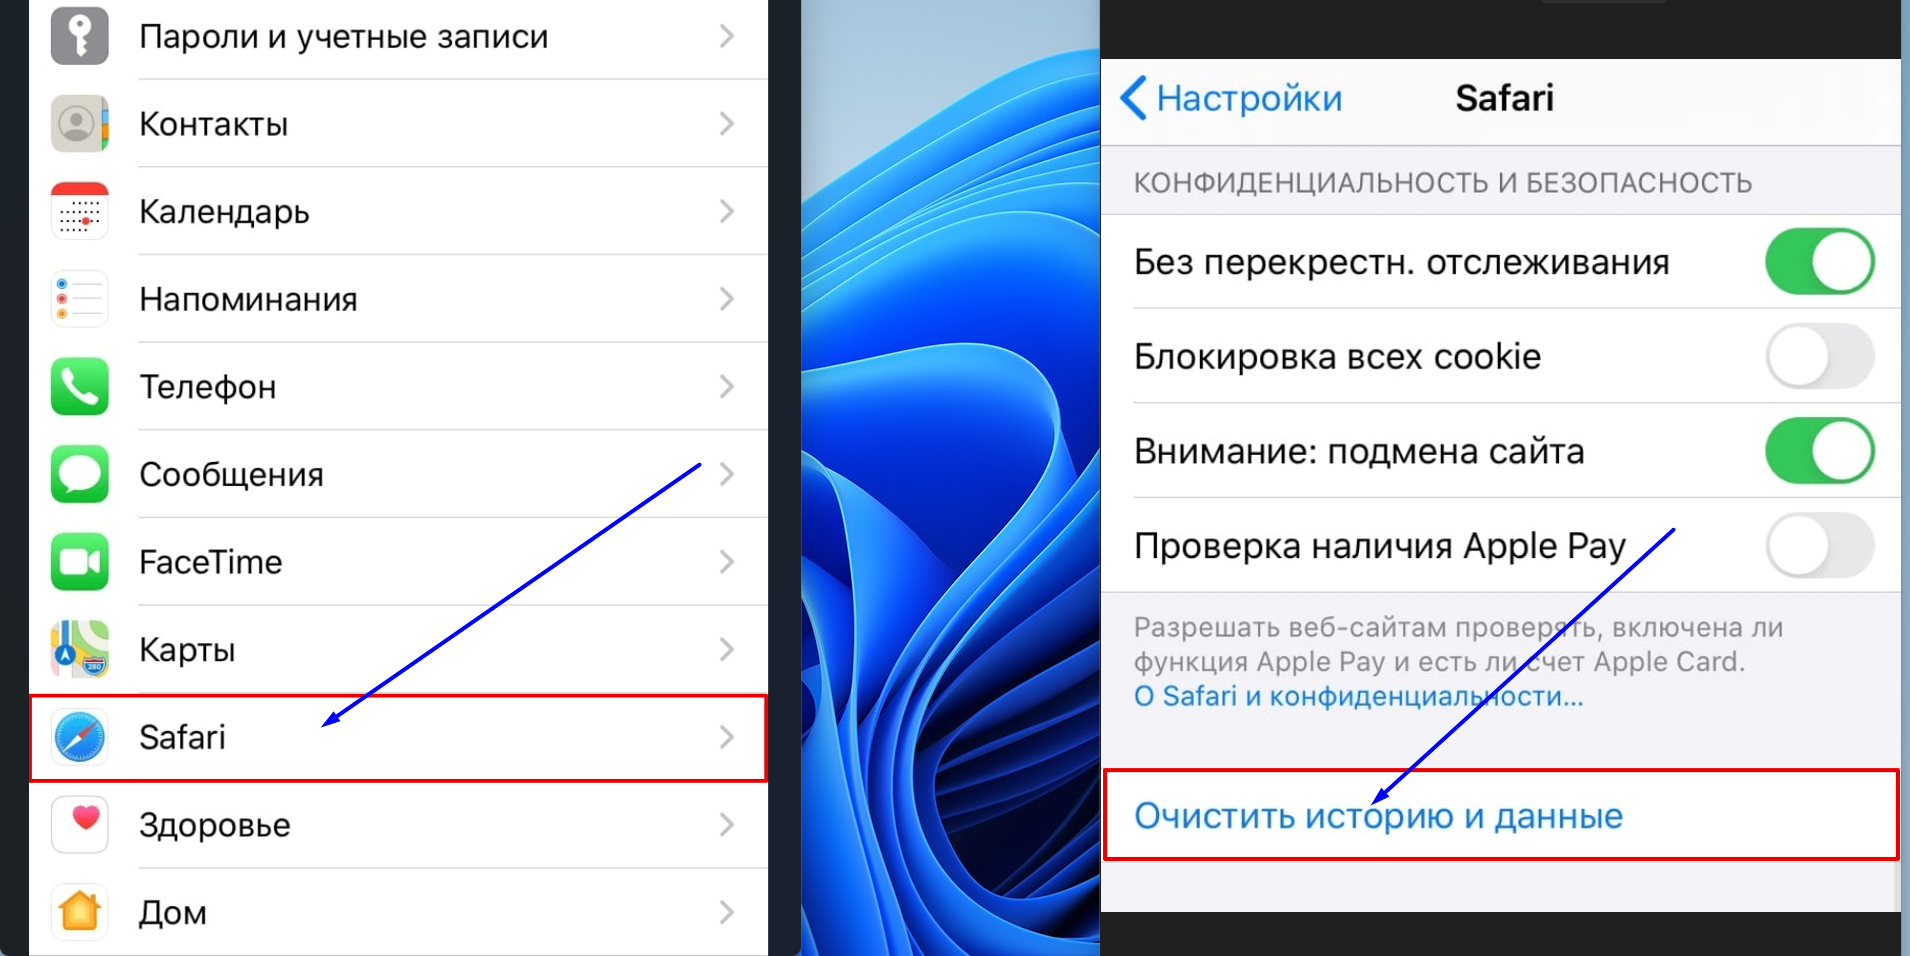 Пароли и учетные записи
Контакты
Календарь
Напоминания
Телефон
Сообщения
FaceTime
Карты
280
Safari
Здоровье
Дом
Настройки
Safari
КОНФИДЕНЦИАЛЬНОСТЬ И БЕЗОПАСНОСТЬ
Без перекрестн. отслеживания
Блокировка всех cookie
Внимание: подмена сайта
Проверка наличия Apple Pay
Разрешать веб-сайтам проверять, включена ли
функция Apple Pay и есть ли счет Apple Card.
О Safari и конфиденциальности...
Очистить историю и данные